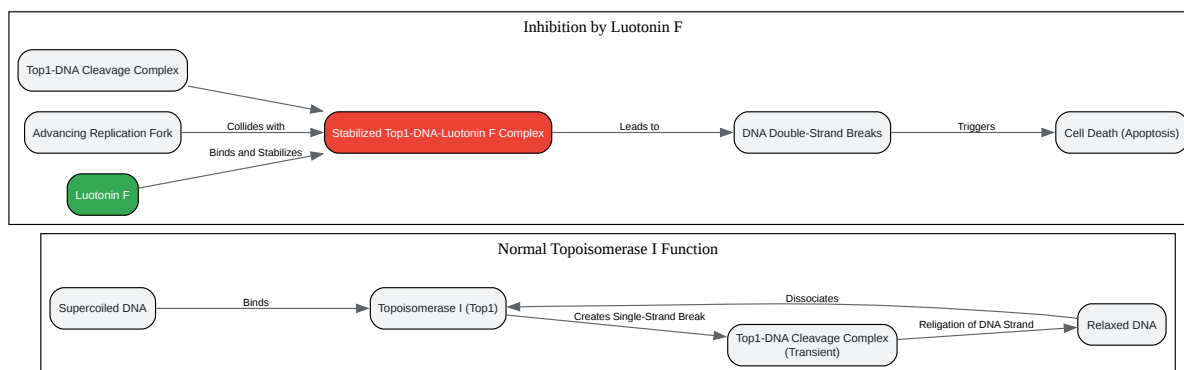 Inhibition by Luotonin F
Top1-DNA Cleavage Complex
Advancing Replication Fork
Collides with
Stabilized Top1-DNA-Luotonin F Complex
Leads to
DNA Double-Strand Breaks
Triggers
Cell Death (Apoptosis)
Binds and Stabilizes
Luotonin F
Normal Topoisomerase I Function
Supercoiled DNA
Binds
Topoisomerase I (Top1)
Dissociates
Creates Single-Strand Break
Top1-DNA Cleavage Complex
(Transient)
Religation of DNA Strand
Relaxed DNA